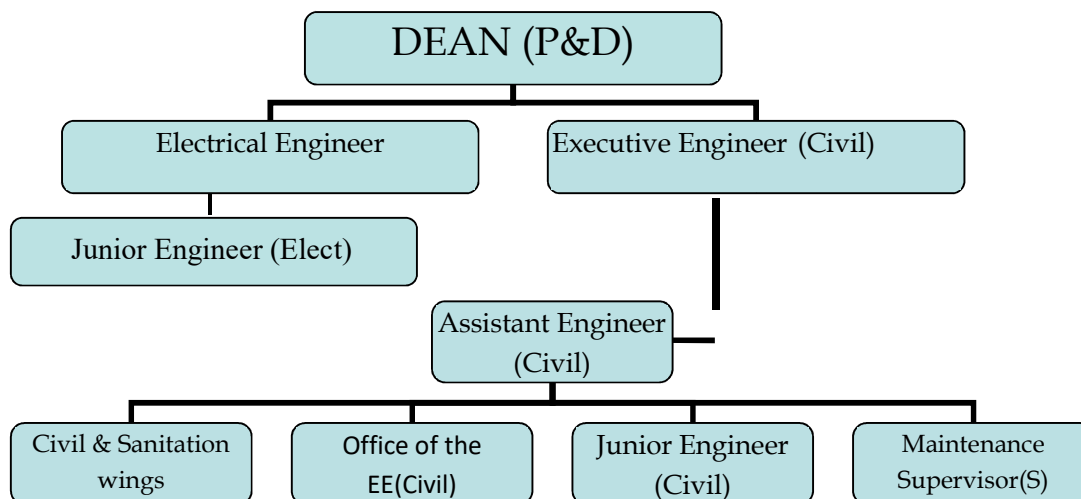 DEAN (P&D)
Electrical Engineer
Executive Engineer (Civil)
Junior Engineer (Elect)
Assistant Engineer
(Civil)
Civil & Sanitation
wings
Office of the
EE(Civil)
Junior Engineer
(Civil)
Maintenance
Supervisor(S)